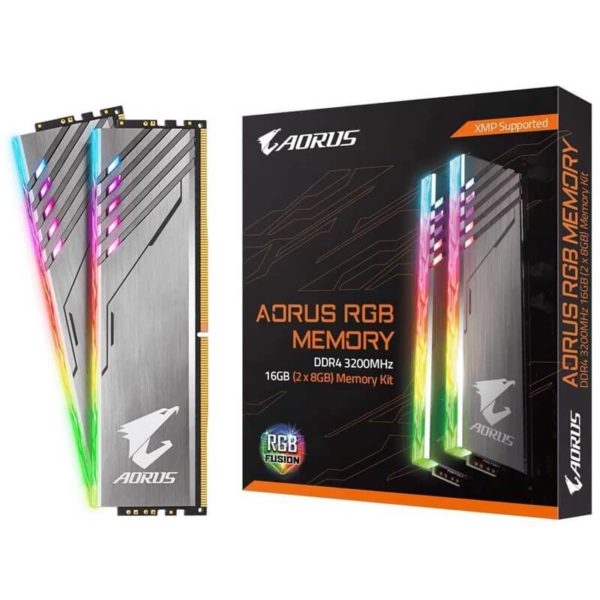 AORUS
XMP Supported
AORUS RGB
MEMORY
DDR4 3200MHz
16GB (2 x 8GB) Memory Kit
RGB
FUSION
AORUS
AORUS
AORUS RGB MEMORY
DDR4 3200MHz 16GB (2 x 8GB) Memory Kit
AORUS